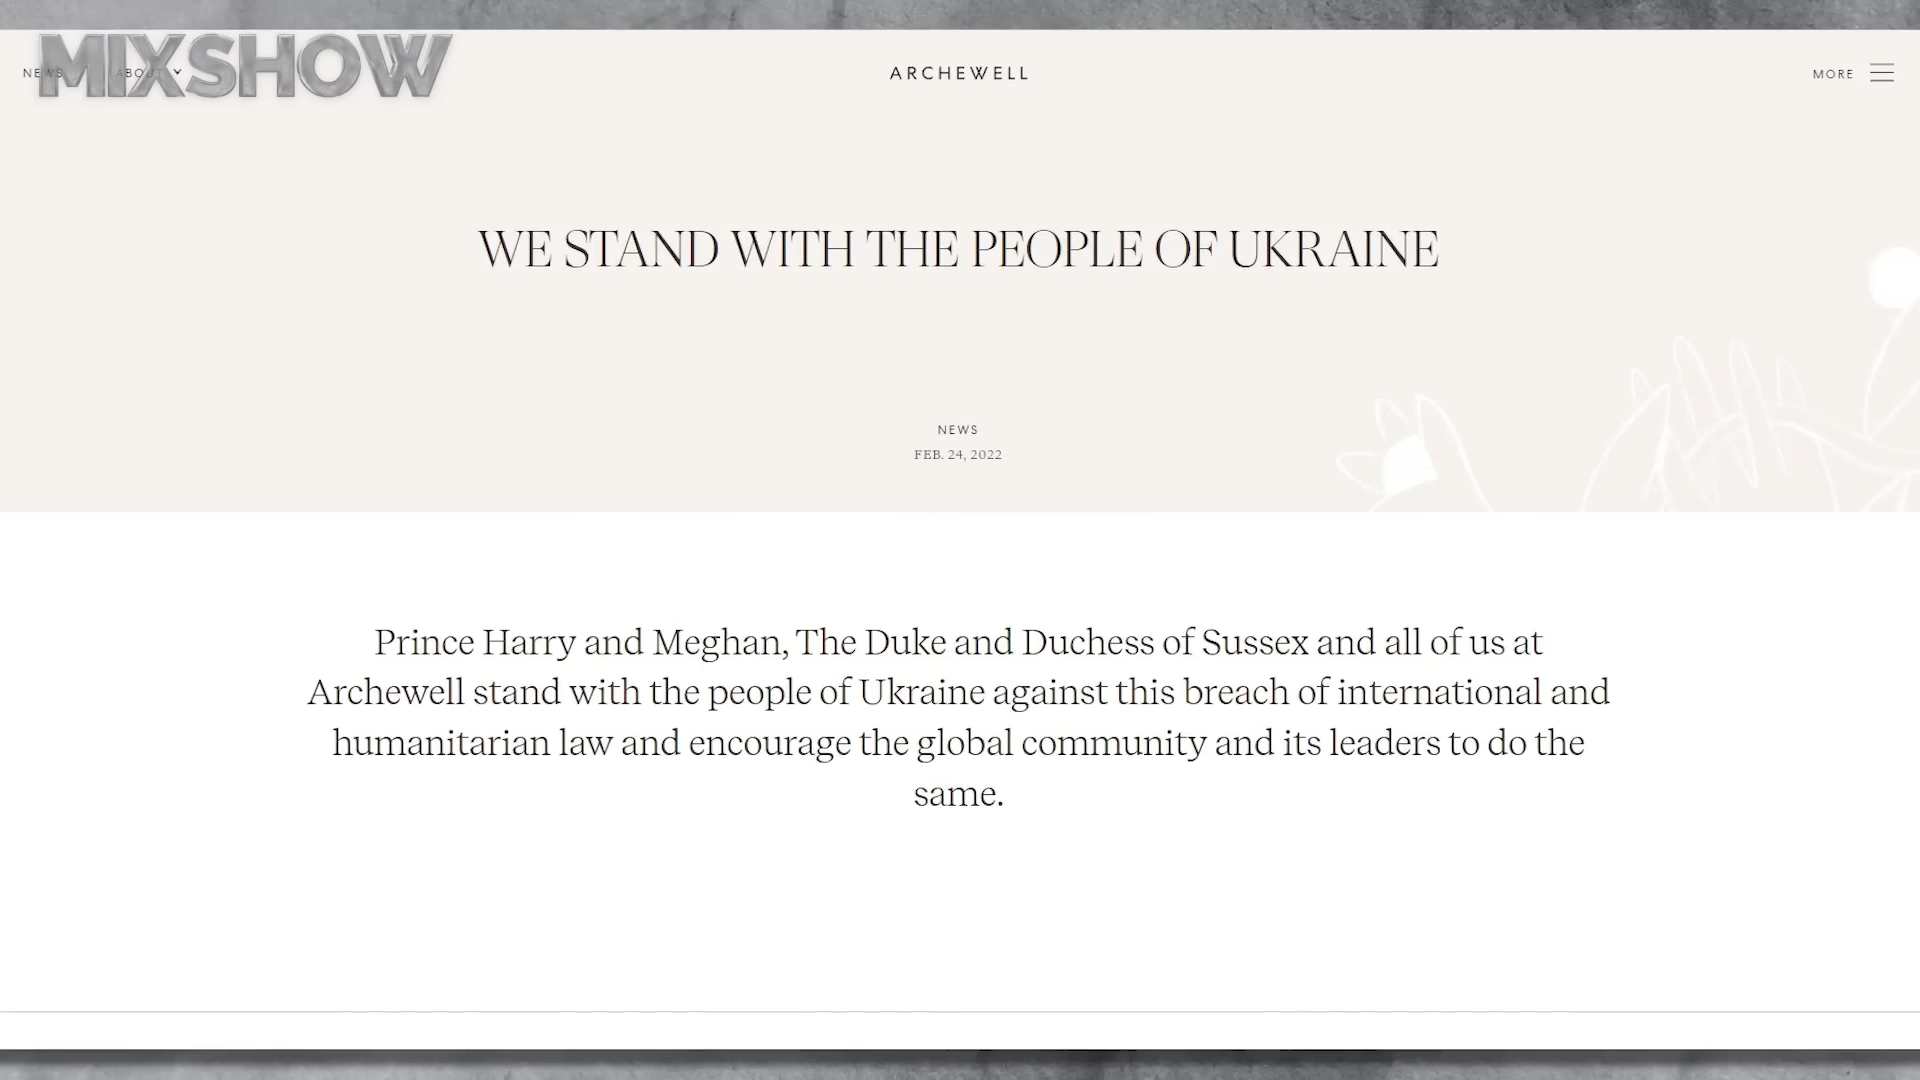 MIXSHOW
NEWS ABOUT
ARCHEWELL
MORE
WE STAND WITH THE PEOPLE OF UKRAINE
NEWS
FEB. 24, 2022
Prince Harry and Meghan, The Duke and Duchess of Sussex and all of us at
Archewell stand with the people of Ukraine against this breach of international and
humanitarian law and encourage the global community and its leaders to do the
same.